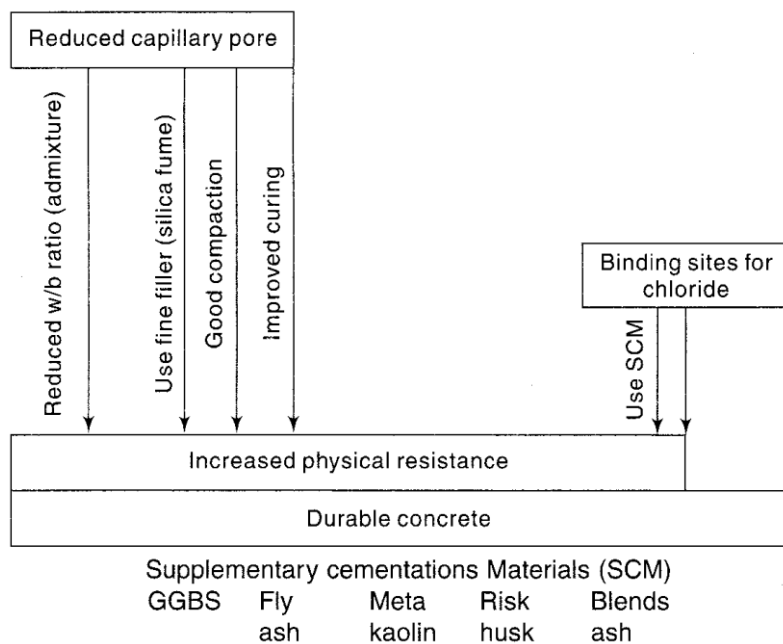 Reduced capillary pore
Reduced w/b ratio (admixture)
Use fine filler (silica fume)
Good compaction
Improved curing
Binding sites for
chloride
Use SCM
Increased physical resistance
Durable concrete
Supplementary cementations Materials (SCM)
GGBS Fly Meta Risk Blends
ash kaolin husk ash